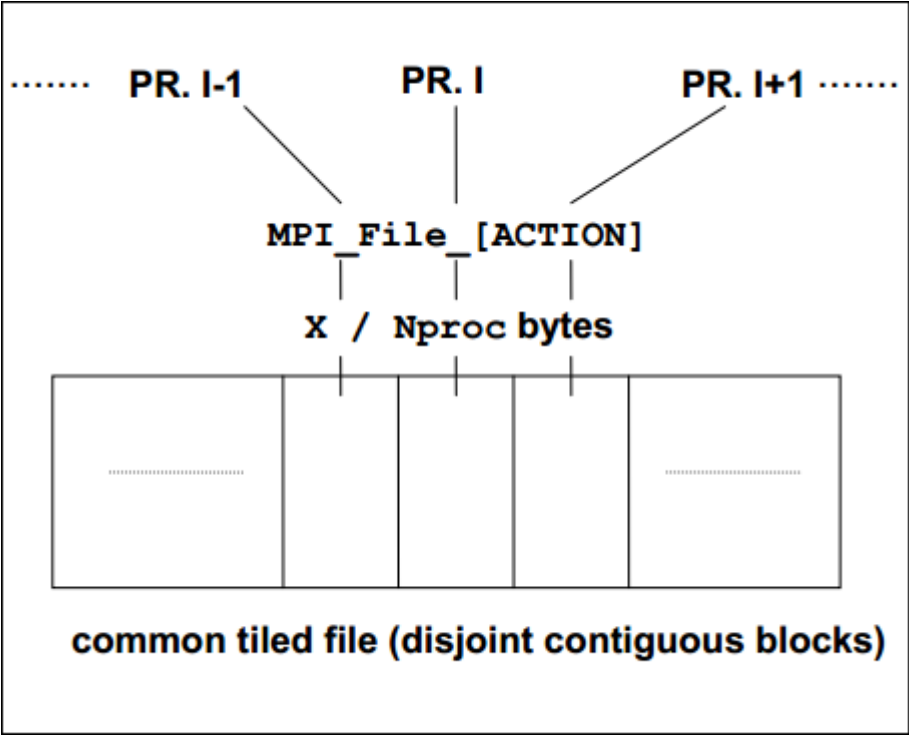 ....... PR. I-1 PR. I PR. I+1 .......
MPI_File_[ACTION]
X / Nproc bytes
common tiled file (disjoint contiguous blocks)